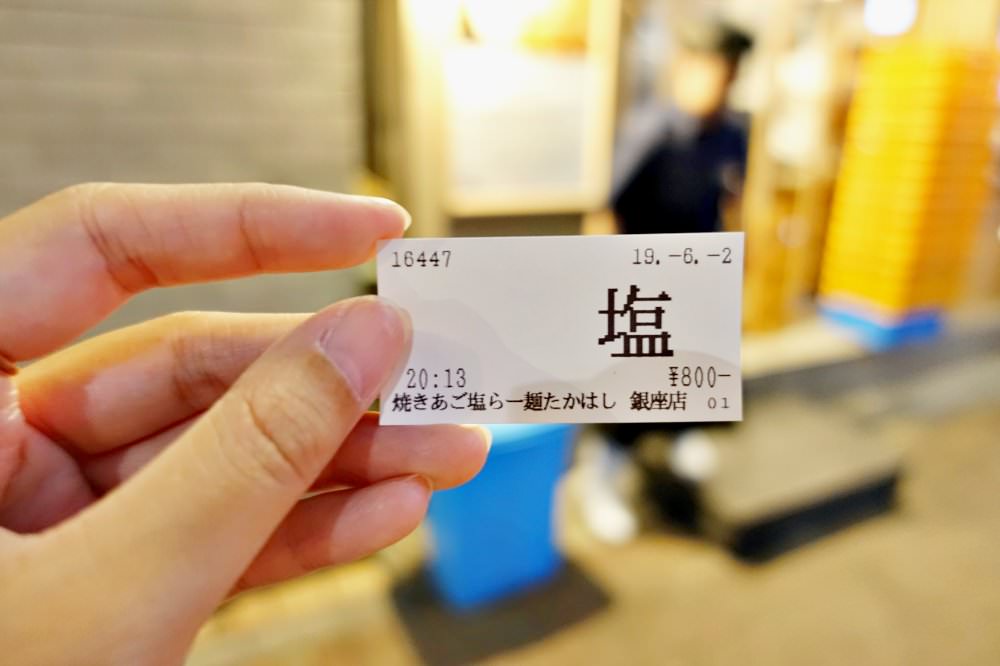 16447 19.-6.-2
塩
20:13 ¥800-
焼きあご塩らー麺たかはし 銀座店 01